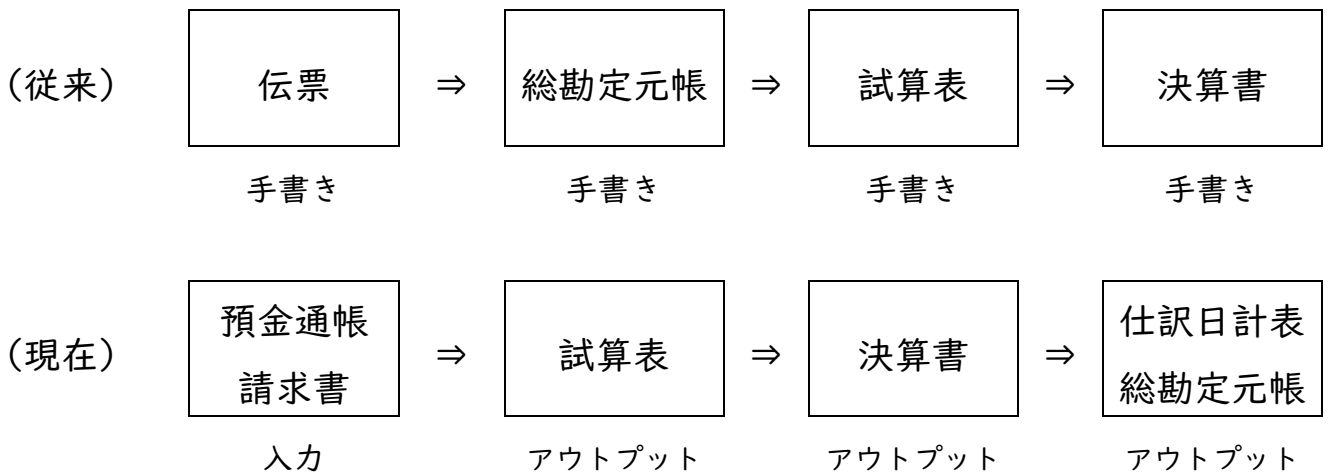 (従来) 伝票 ⇒ 総勘定元帳 ⇒ 試算表 ⇒ 決算書
手書き 手書き 手書き 手書き
(現在) 預金通帳 請求書 ⇒ 試算表 ⇒ 決算書 ⇒ 仕訳日計表 総勘定元帳
入力 アウトプット アウトプット アウトプット